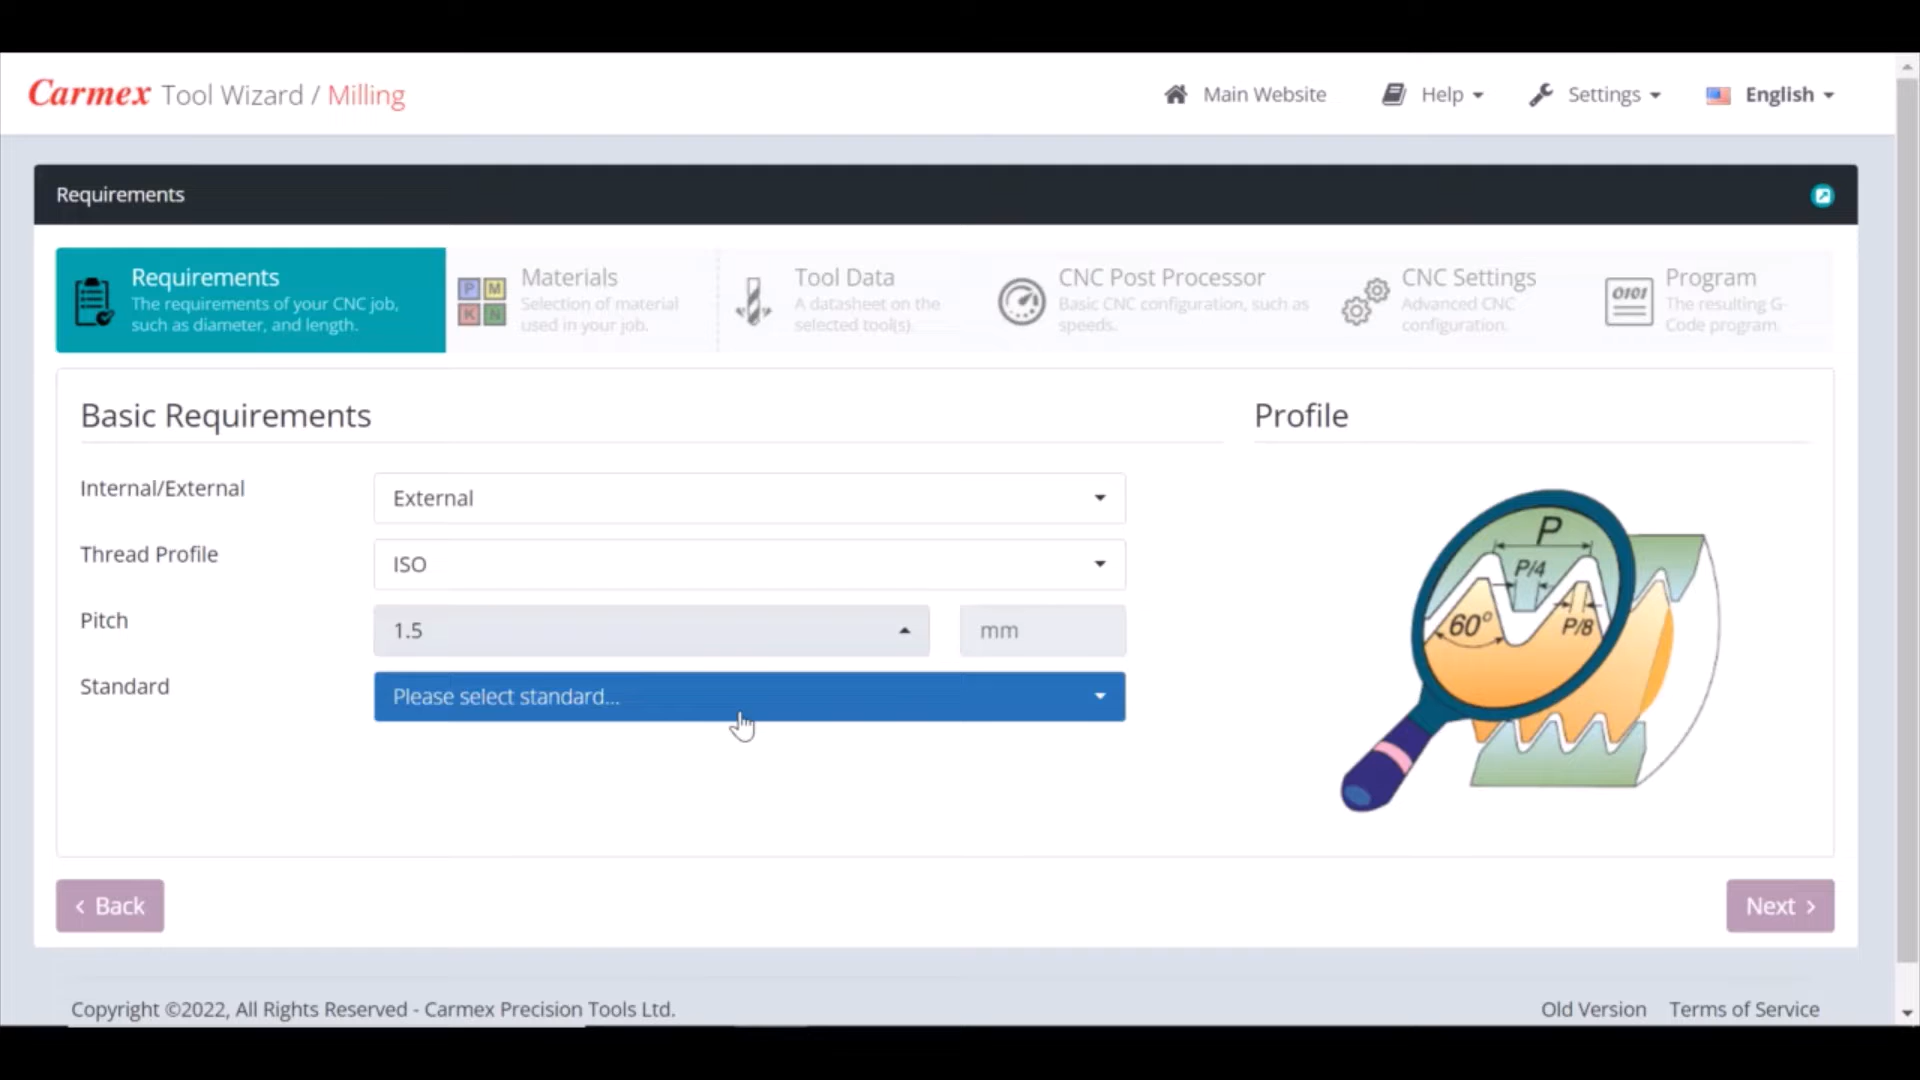 Carmex Tool Wizard / Milling
Main Website
Help
Settings
English
Requirements
Requirements
The requirements of your CNC job,
such as diameter, and length.
P M
K N
Materials
Selection of material
used in your job.
Tool Data
A datasheet on the
selected tool(s).
CNC Post Processor
Basic CNC configuration, such as
speeds.
CNC Settings
Advanced CNC
configuration.
0101
Program
The resulting G-
Code program.
Basic Requirements
Internal/External
External
Thread Profile
ISO
Pitch
1.5
mm
Standard
Please select standard...
Profile
P
P/4
60°
P/8
‹ Back
Next ›
Copyright ©2022, All Rights Reserved - Carmex Precision Tools Ltd.
Old Version
Terms of Service